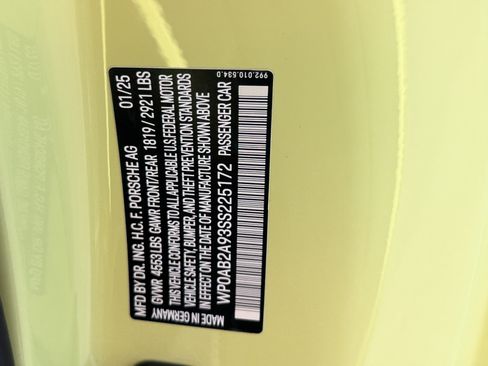 MFD BY DR. ING. H.C. F. PORSCHE AG 01/25
GVWR 4553 LBS GAWR FRONT/REAR 1819 / 2921 LBS
THIS VEHICLE CONFORMS TO ALL APPLICABLE U.S.FEDERAL MOTOR
VEHICLE SAFETY, BUMPER, AND THEFT PREVENTION STANDARDS
IN EFFECT ON THE DATE OF MANUFACTURE SHOWN ABOVE
WP0AB2A93SS225172 PASSENGER CAR
MADE IN GERMANY 992.010.534.0